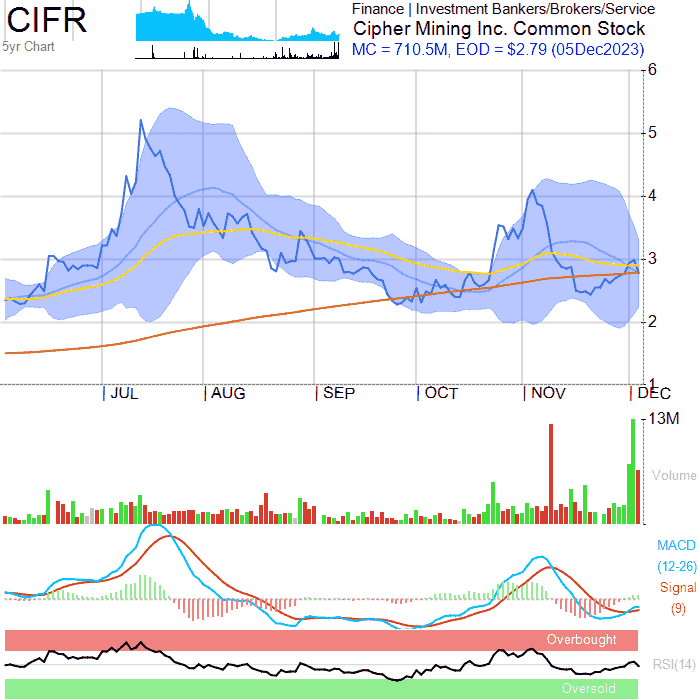 CIFR
5yr Chart
Finance | Investment Bankers/Brokers/Service
Cipher Mining Inc. Common Stock
MC = 710.5M, EOD = $2.79 (05Dec2023)
6
5
4
3
2
1
JUL AUG SEP OCT NOV DEC
13M
Volume
MACD
(12-26)
Signal
(9)
Overbought
RSI(14)
Oversold